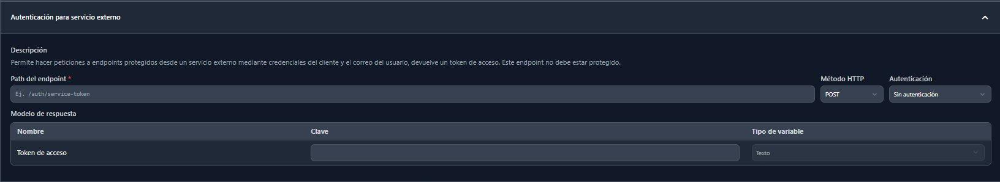 Autenticación para servicio externo
Descripción
Permite hacer peticiones a endpoints protegidos desde un servicio externo mediante credenciales del cliente y el correo del usuario, devuelve un token de acceso. Este endpoint no debe estar protegido.
Path del endpoint * Método HTTP Autenticación
Ej. /auth/service-token POST Sin autenticación
Modelo de respuesta
Nombre Clave Tipo de variable
Token de acceso Texto